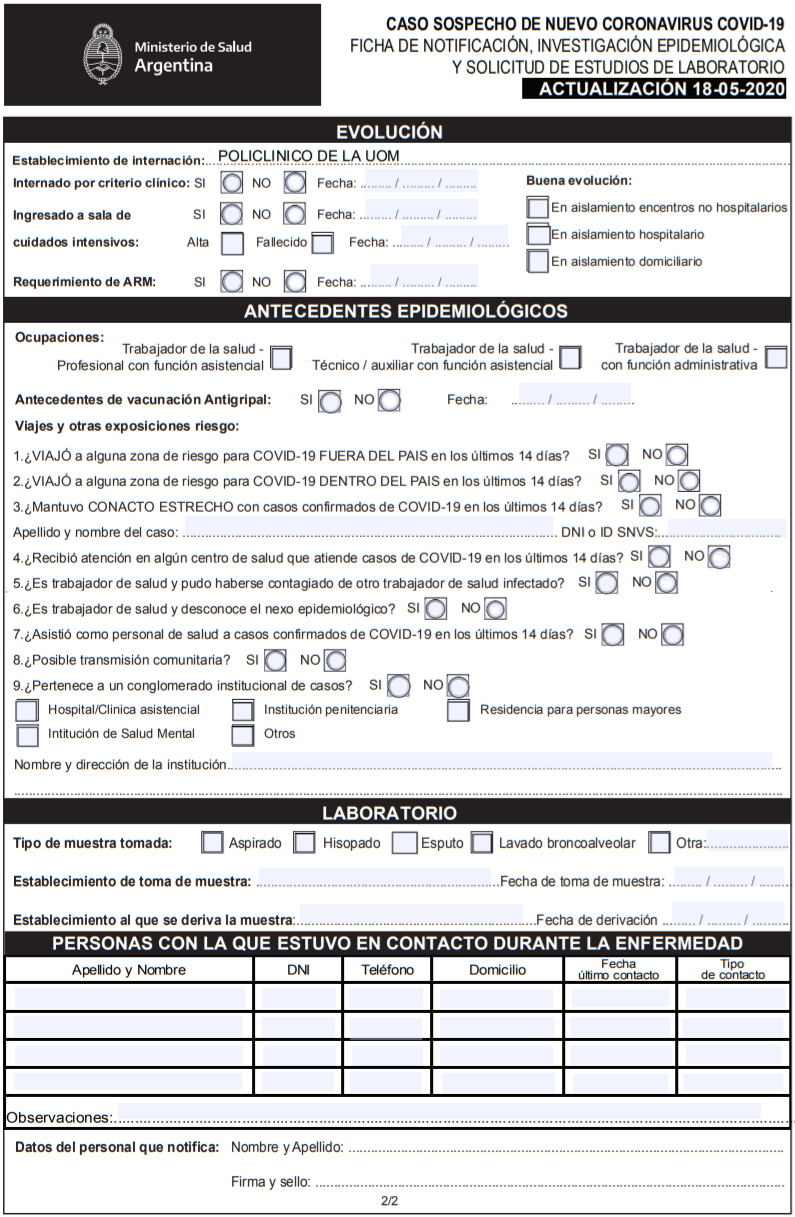 Ministerio de Salud
Argentina
CASO SOSPECHO DE NUEVO CORONAVIRUS COVID-19
FICHA DE NOTIFICACIÓN, INVESTIGACIÓN EPIDEMIOLÓGICA
Y SOLICITUD DE ESTUDIOS DE LABORATORIO
ACTUALIZACIÓN 18-05-2020
EVOLUCIÓN
Establecimiento de internación: POLICLINICO DE LA UOM
Internado por criterio clínico: SI NO Fecha: ......... / ......... / .........
Buena evolución:
Ingresado a sala de SI NO Fecha: ......... / ......... / .........
En aislamiento encentros no hospitalarios
cuidados intensivos: Alta Fallecido Fecha: ......... / ......... / .........
En aislamiento hospitalario
En aislamiento domiciliario
Requerimiento de ARM: SI NO Fecha: ......... / ......... / .........
ANTECEDENTES EPIDEMIOLÓGICOS
Ocupaciones:
Trabajador de la salud - Trabajador de la salud - Trabajador de la salud -
Profesional con función asistencial Técnico / auxiliar con función asistencial con función administrativa
Antecedentes de vacunación Antigripal: SI NO Fecha: ......... / ......... / .........
Viajes y otras exposiciones riesgo:
1.¿VIAJÓ a alguna zona de riesgo para COVID-19 FUERA DEL PAIS en los últimos 14 días? SI NO
2.¿VIAJÓ a alguna zona de riesgo para COVID-19 DENTRO DEL PAIS en los últimos 14 días? SI NO
3.¿Mantuvo CONACTO ESTRECHO con casos confirmados de COVID-19 en los últimos 14 días? SI NO
Apellido y nombre del caso: DNI o ID SNVS:
4.¿Recibió atención en algún centro de salud que atiende casos de COVID-19 en los últimos 14 días? SI NO
5.¿Es trabajador de salud y pudo haberse contagiado de otro trabajador de salud infectado? SI NO
6.¿Es trabajador de salud y desconoce el nexo epidemiológico? SI NO
7.¿Asistió como personal de salud a casos confirmados de COVID-19 en los últimos 14 días? SI NO
8.¿Posible transmisión comunitaria? SI NO
9.¿Pertenece a un conglomerado institucional de casos? SI NO
Hospital/Clinica asistencial Institución penitenciaria Residencia para personas mayores
Intitución de Salud Mental Otros
Nombre y dirección de la institución
LABORATORIO
Tipo de muestra tomada: Aspirado Hisopado Esputo Lavado broncoalveolar Otra:
Establecimiento de toma de muestra: Fecha de toma de muestra: ......... / ......... / .........
Establecimiento al que se deriva la muestra: Fecha de derivación ......... / ......... / .........
PERSONAS CON LA QUE ESTUVO EN CONTACTO DURANTE LA ENFERMEDAD
Apellido y Nombre DNI Teléfono Domicilio Fecha último contacto Tipo de contacto
Observaciones:
Datos del personal que notifica: Nombre y Apellido:
Firma y sello:
2/2